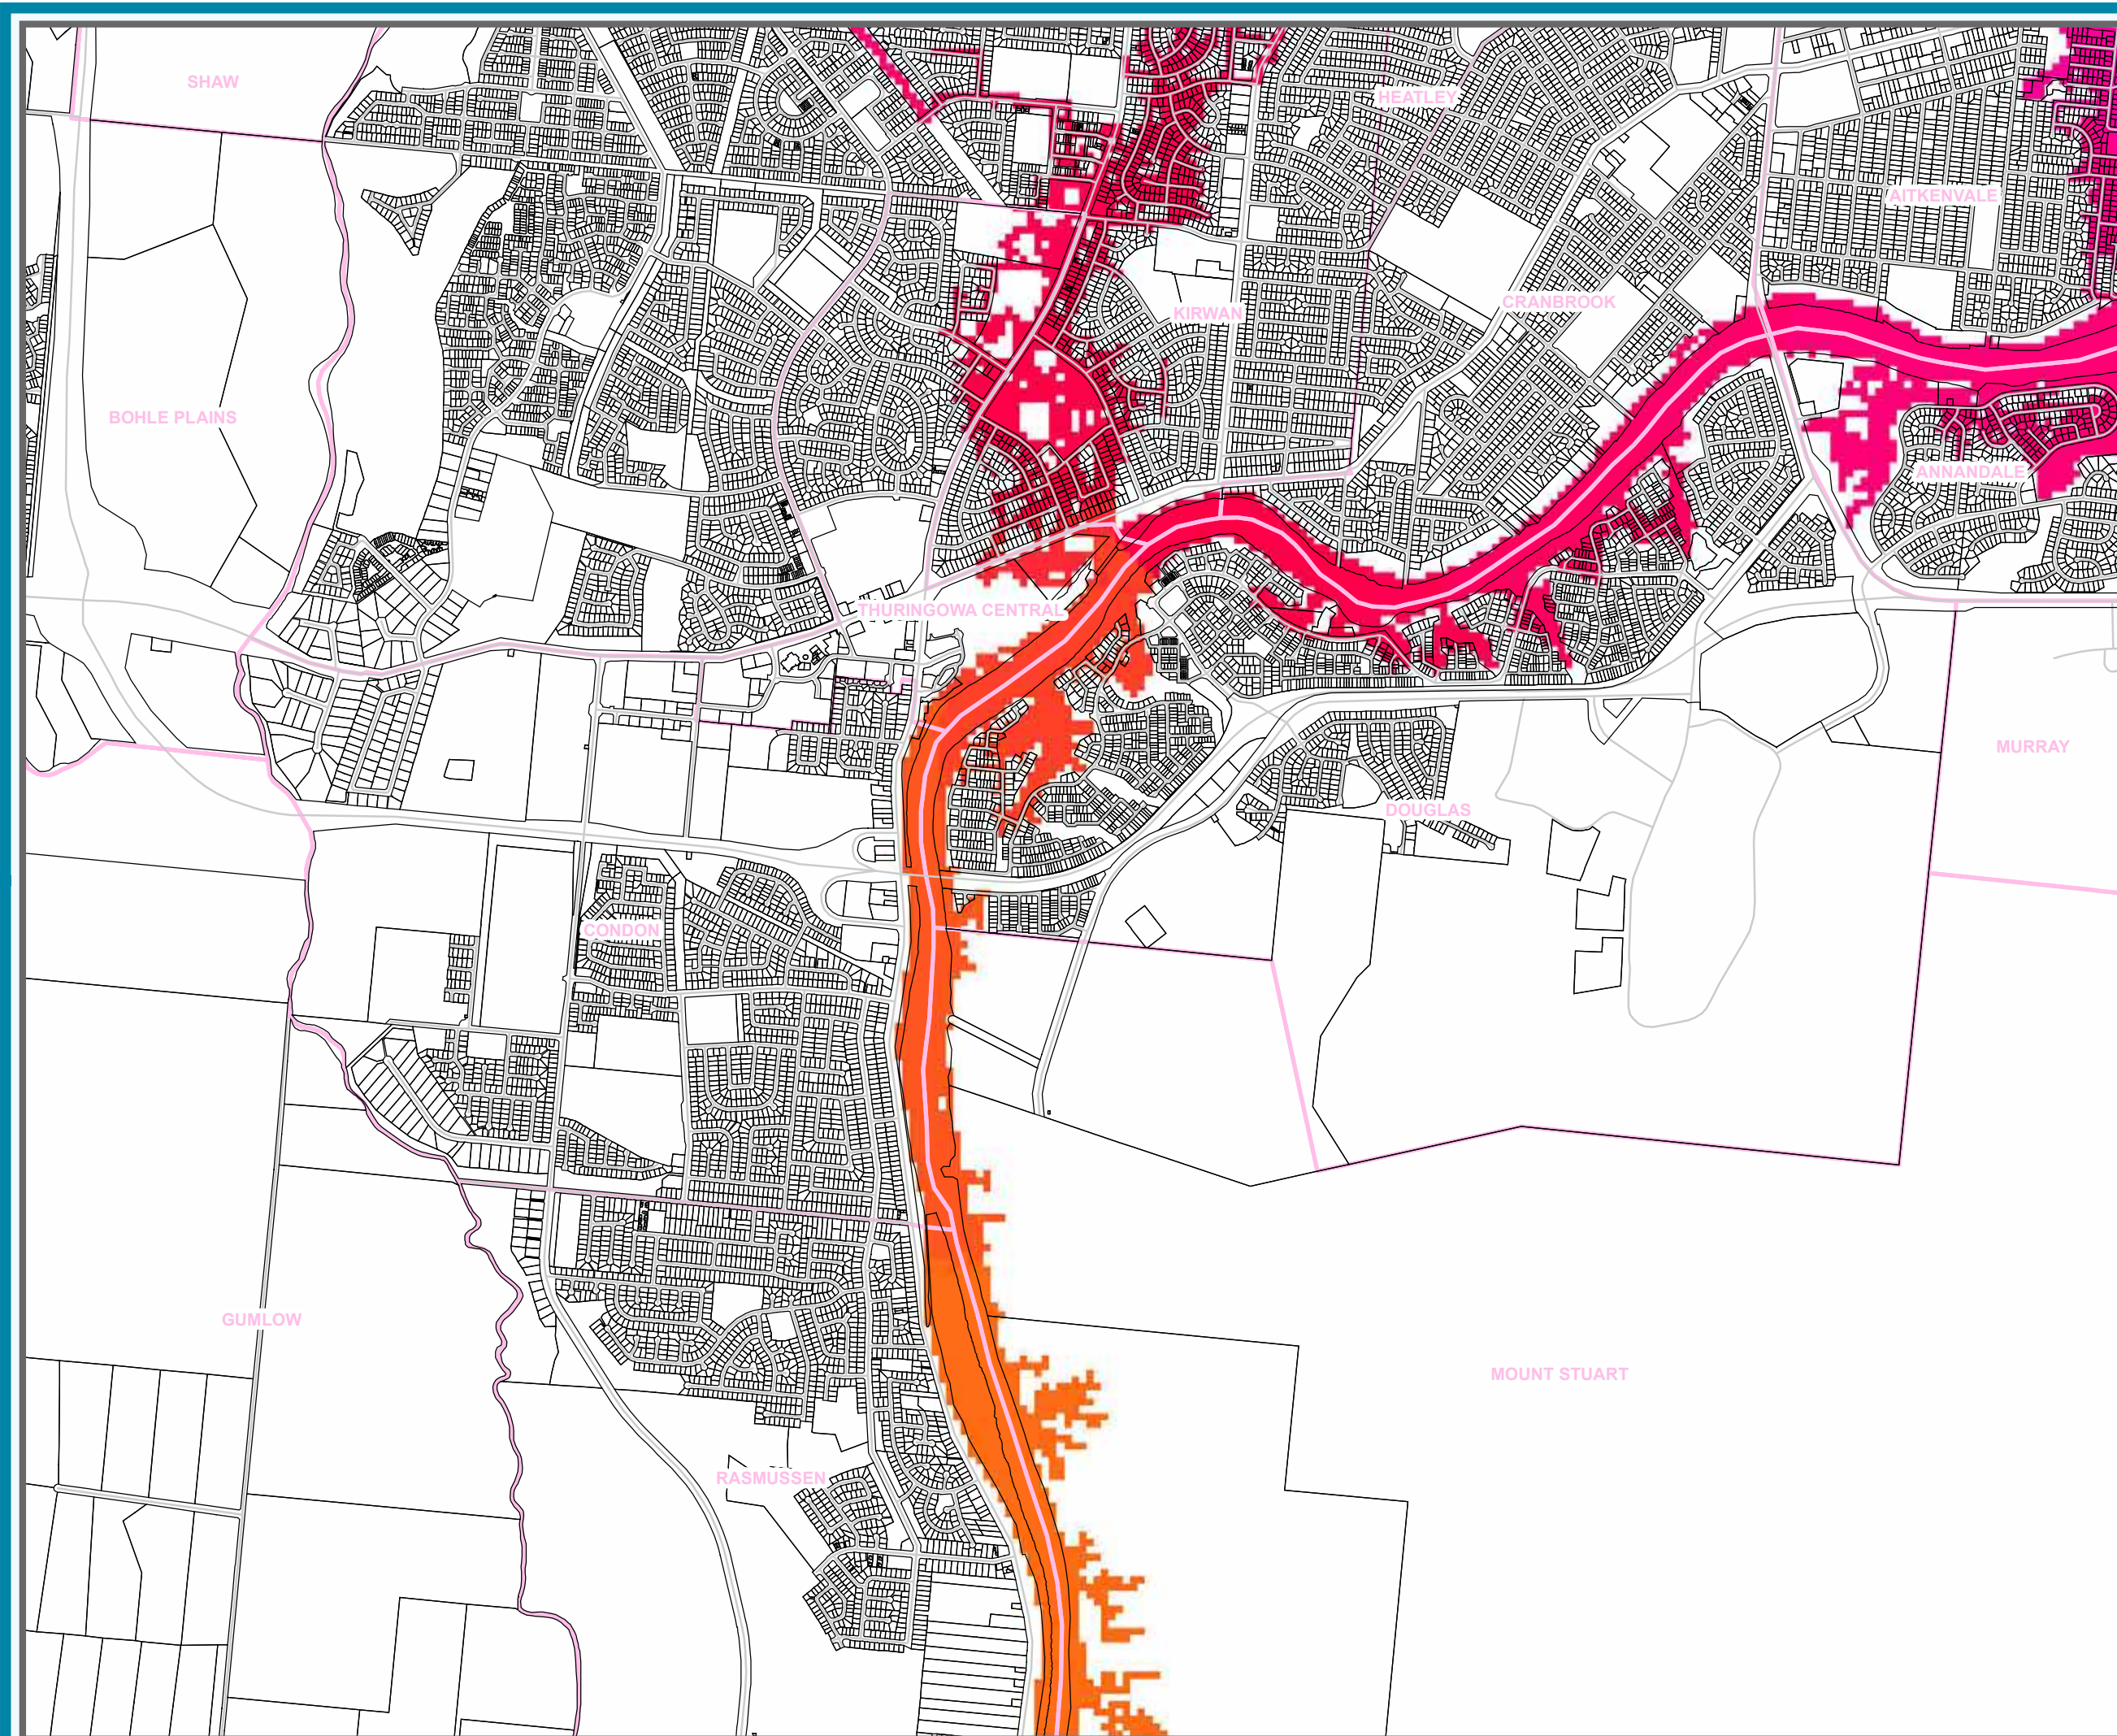 SHAW
HEATLEY
AITKENVALE
CRANBROOK
KIRWAN
BOHLE PLAINS
ANNANDALE
THURINGOWA CENTRAL
MURRAY
DOUGLAS
CONDON
GUMLOW
MOUNT STUART
RASMUSSEN